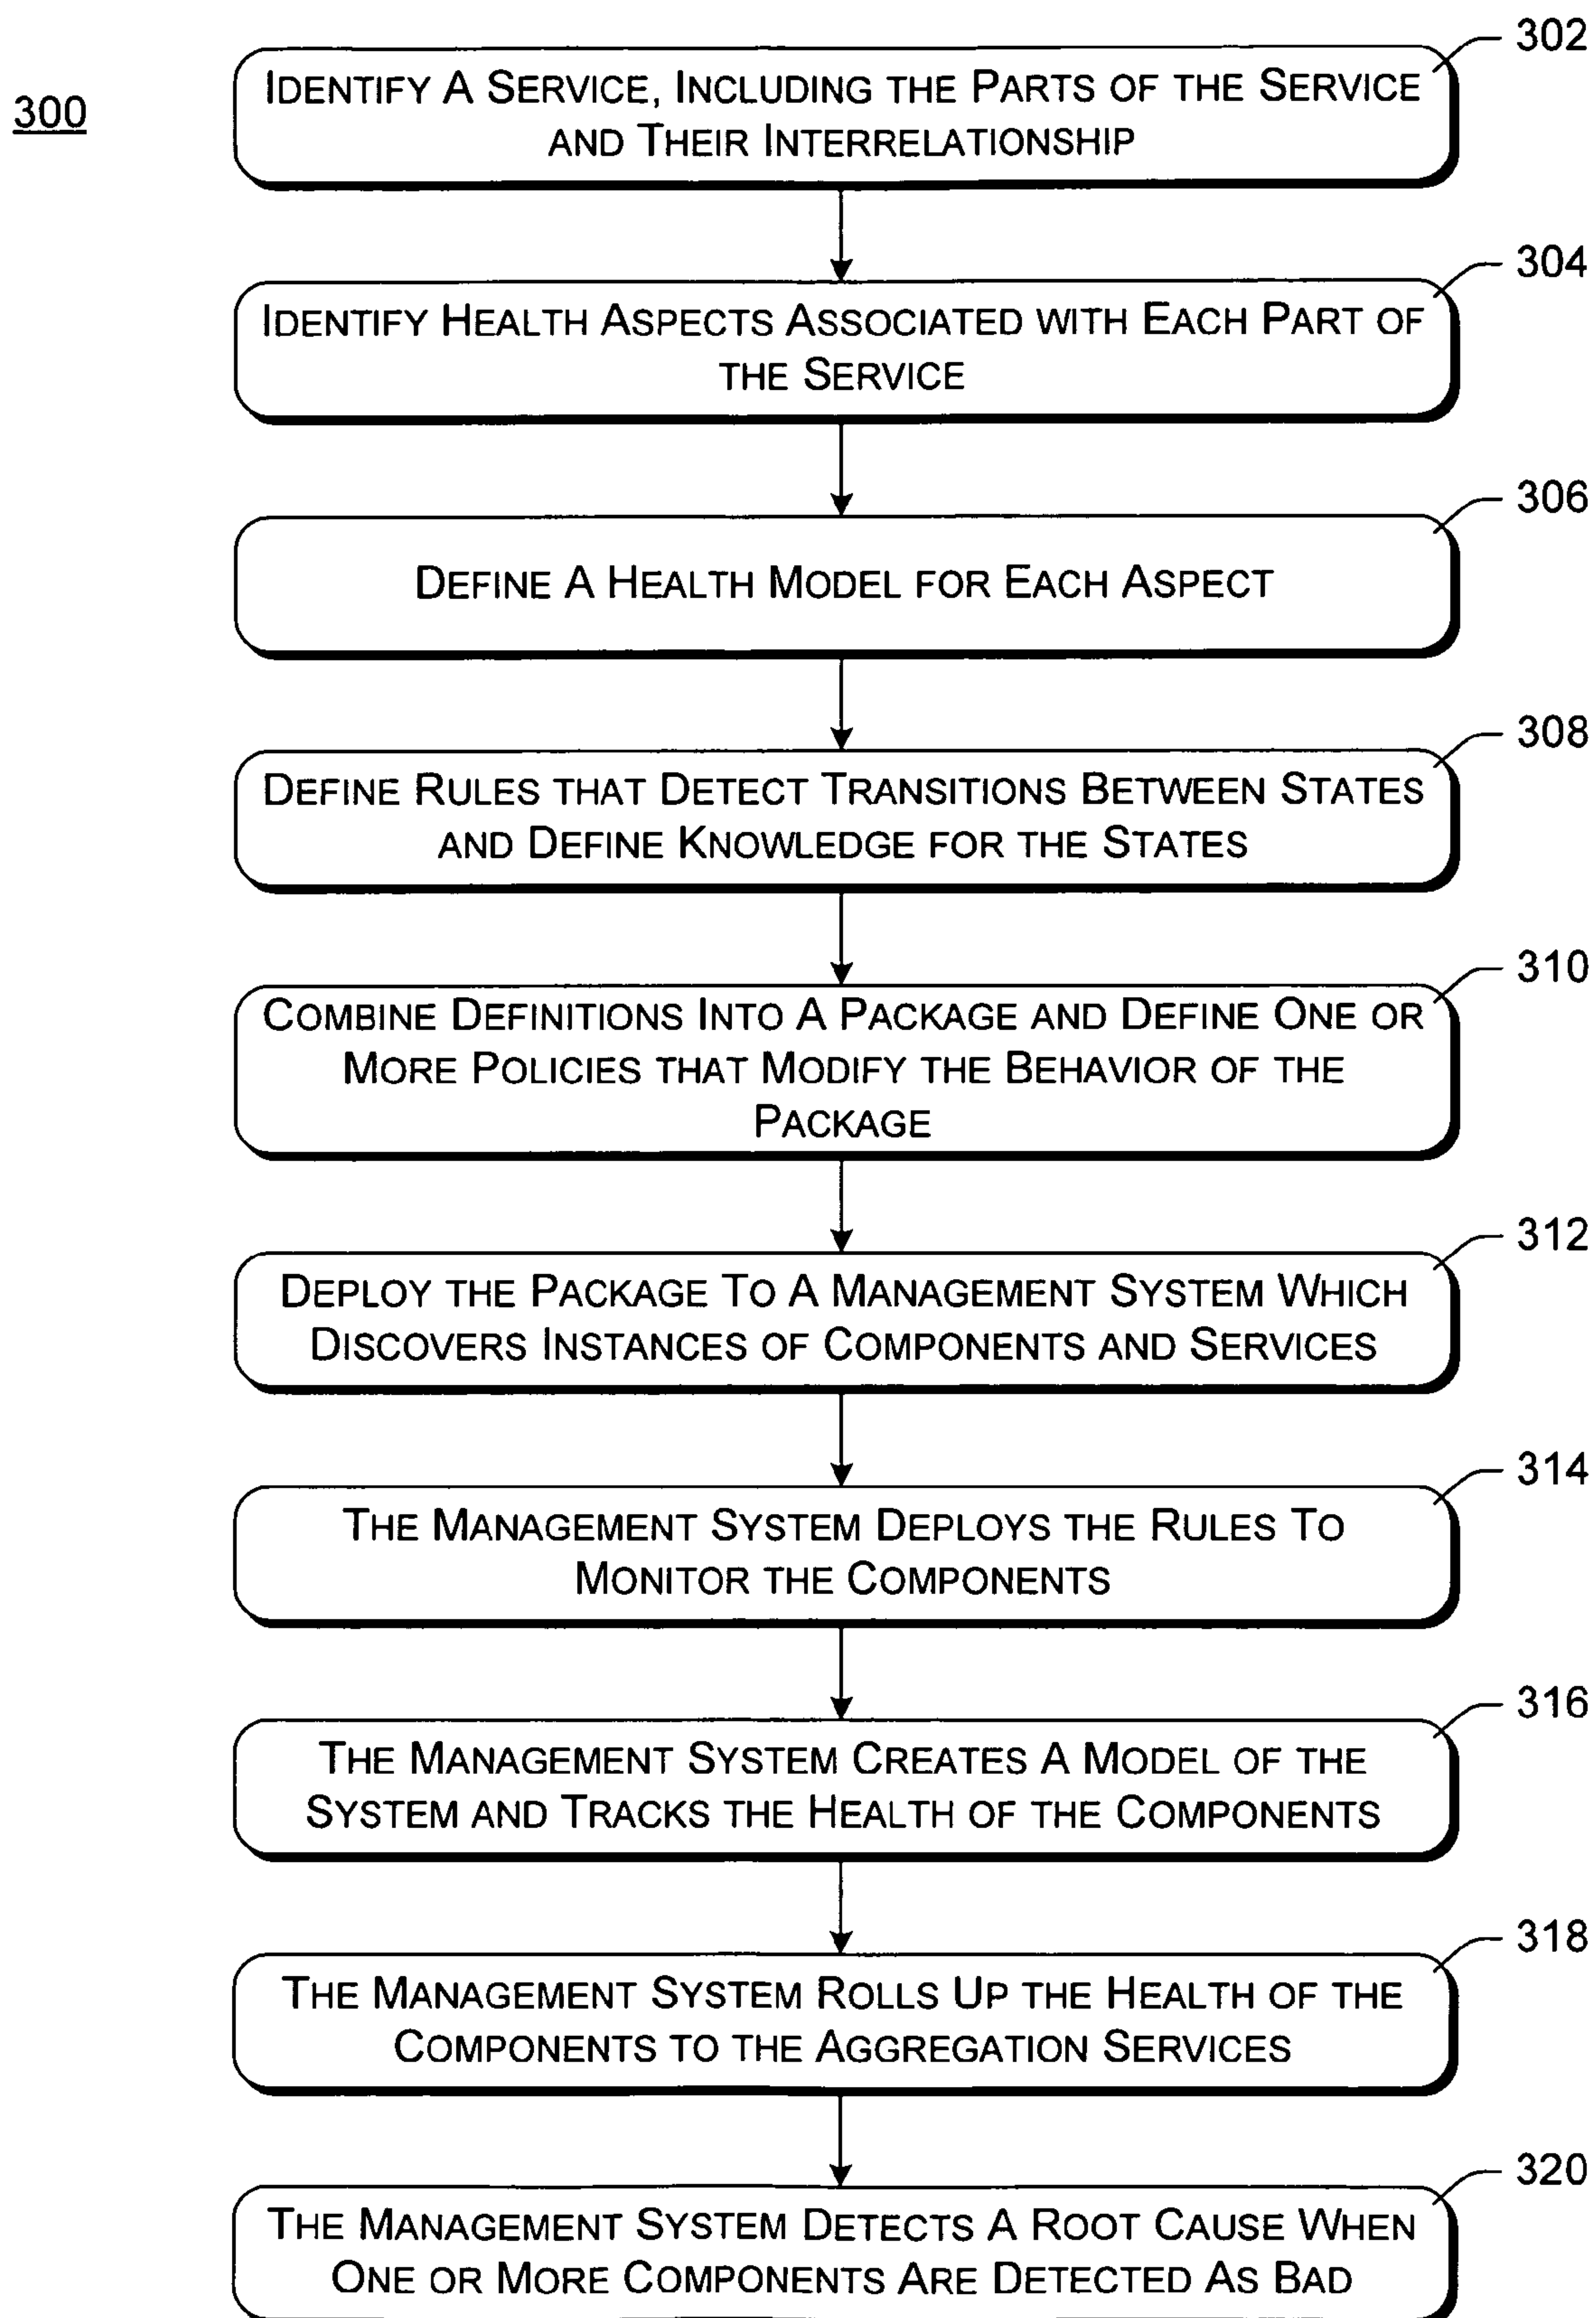 300
302
IDENTIFY A SERVICE, INCLUDING THE PARTS OF THE SERVICE
AND THEIR INTERRELATIONSHIP
304
IDENTIFY HEALTH ASPECTS ASSOCIATED WITH EACH PART OF
THE SERVICE
306
DEFINE A HEALTH MODEL FOR EACH ASPECT
308
DEFINE RULES THAT DETECT TRANSITIONS BETWEEN STATES
AND DEFINE KNOWLEDGE FOR THE STATES
310
COMBINE DEFINITIONS INTO A PACKAGE AND DEFINE ONE OR
MORE POLICIES THAT MODIFY THE BEHAVIOR OF THE
PACKAGE
312
DEPLOY THE PACKAGE TO A MANAGEMENT SYSTEM WHICH
DISCOVERS INSTANCES OF COMPONENTS AND SERVICES
314
THE MANAGEMENT SYSTEM DEPLOYS THE RULES TO
MONITOR THE COMPONENTS
316
THE MANAGEMENT SYSTEM CREATES A MODEL OF THE
SYSTEM AND TRACKS THE HEALTH OF THE COMPONENTS
318
THE MANAGEMENT SYSTEM ROLLS UP THE HEALTH OF THE
COMPONENTS TO THE AGGREGATION SERVICES
320
THE MANAGEMENT SYSTEM DETECTS A ROOT CAUSE WHEN
ONE OR MORE COMPONENTS ARE DETECTED AS BAD